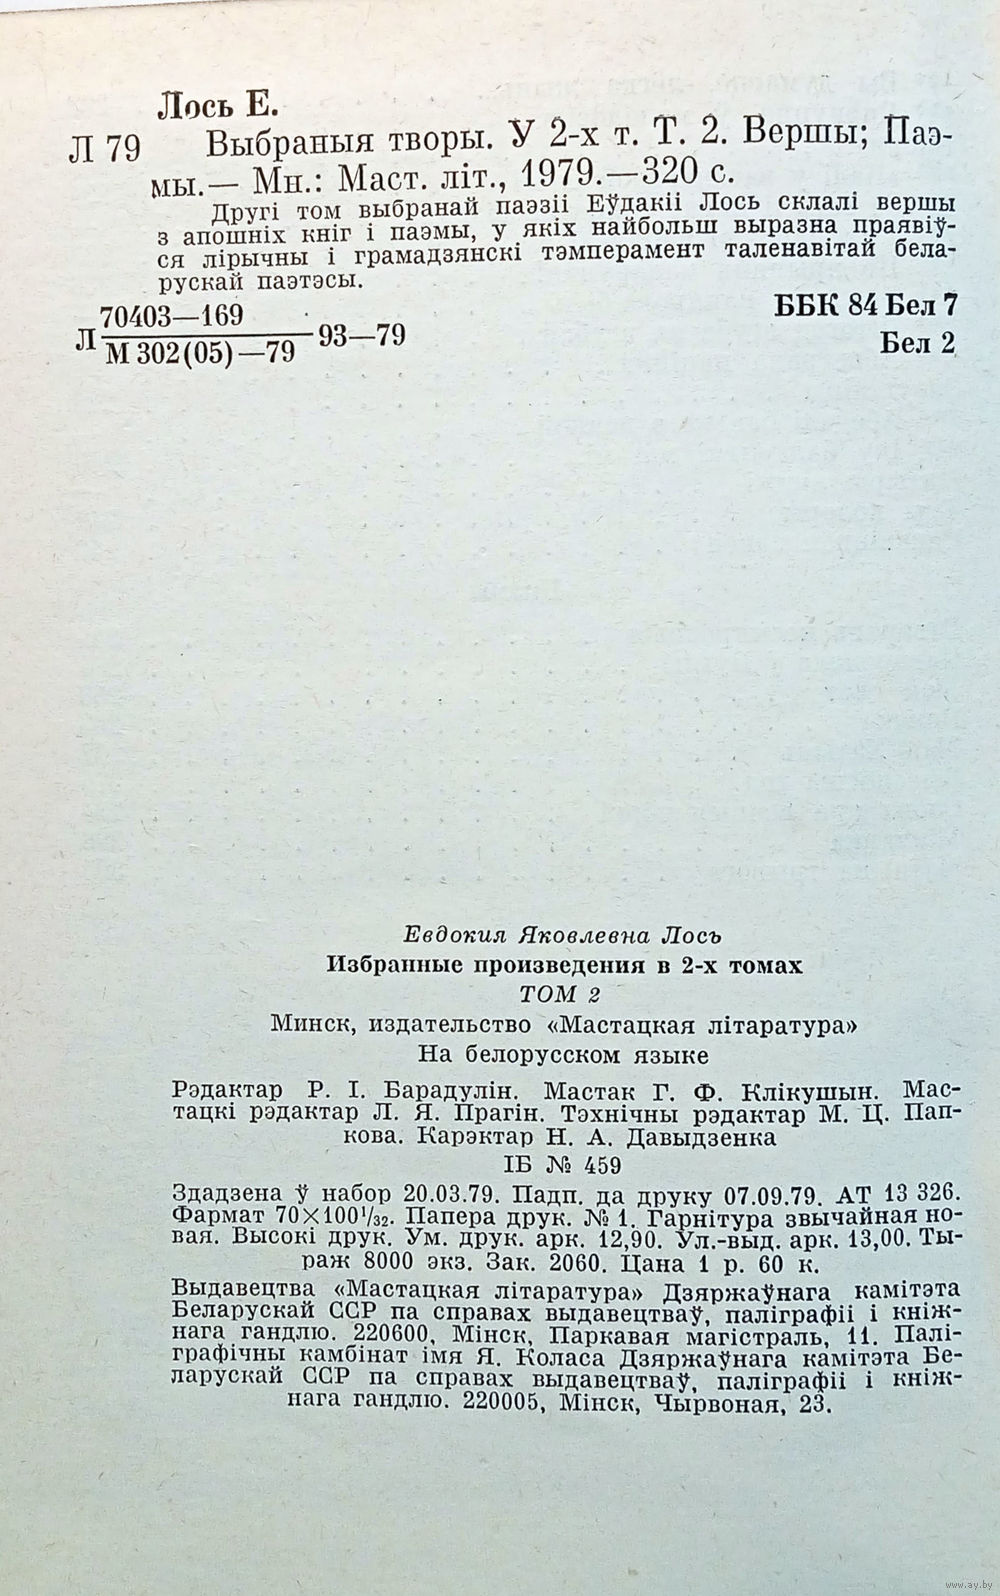 Лось Е.
Л 79 Выбраныя творы. У 2-х т. Т. 2. Вершы; Паэ-
мы.— Мн.: Маст. літ., 1979.—320 с.
Другі том выбранай паэзіі Еўдакіі Лось склалі вершы
з апошніх кніг і паэмы, у якіх найбольш выразна праявіў-
ся лірычны і грамадзянскі тэмперамент таленавітай бела-
рускай паэтэсы.
Л 70403—169
М 302(05)—79 93—79
ББК 84 Бел 7
Бел 2
Евдокия Яковлевна Лось
Избранные произведения в 2-х томах
ТОМ 2
Минск, издательство «Мастацкая літаратура»
На белорусском языке
Рэдактар Р. І. Барадулін. Мастак Г. Ф. Клікушын. Мас-
тацкі рэдактар Л. Я. Прагін. Тэхнічны рэдактар М. Ц. Пап-
кова. Карэктар Н. А. Давыдзенка
ІБ № 459
Здадзена ў набор 20.03.79. Падп. да друку 07.09.79. АТ 13 326.
Фармат 70×100¹/₃₂. Папера друк. № 1. Гарнітура звычайная но-
вая. Высокі друк. Ум. друк. арк. 12,90. Ул.-выд. арк. 13,00. Ты-
раж 8000 экз. Зак. 2060. Цана 1 р. 60 к.
Выдавецтва «Мастацкая літаратура» Дзяржаўнага камітэта
Беларускай ССР па справах выдавецтваў, паліграфіі і кніж-
нага гандлю. 220600, Мінск, Паркавая магістраль, 11. Палі-
графічны камбінат імя Я. Коласа Дзяржаўнага камітэта Бе-
ларускай ССР па справах выдавецтваў, паліграфіі і кніж-
нага гандлю. 220005, Мінск, Чырвоная, 23.
www.ay.by